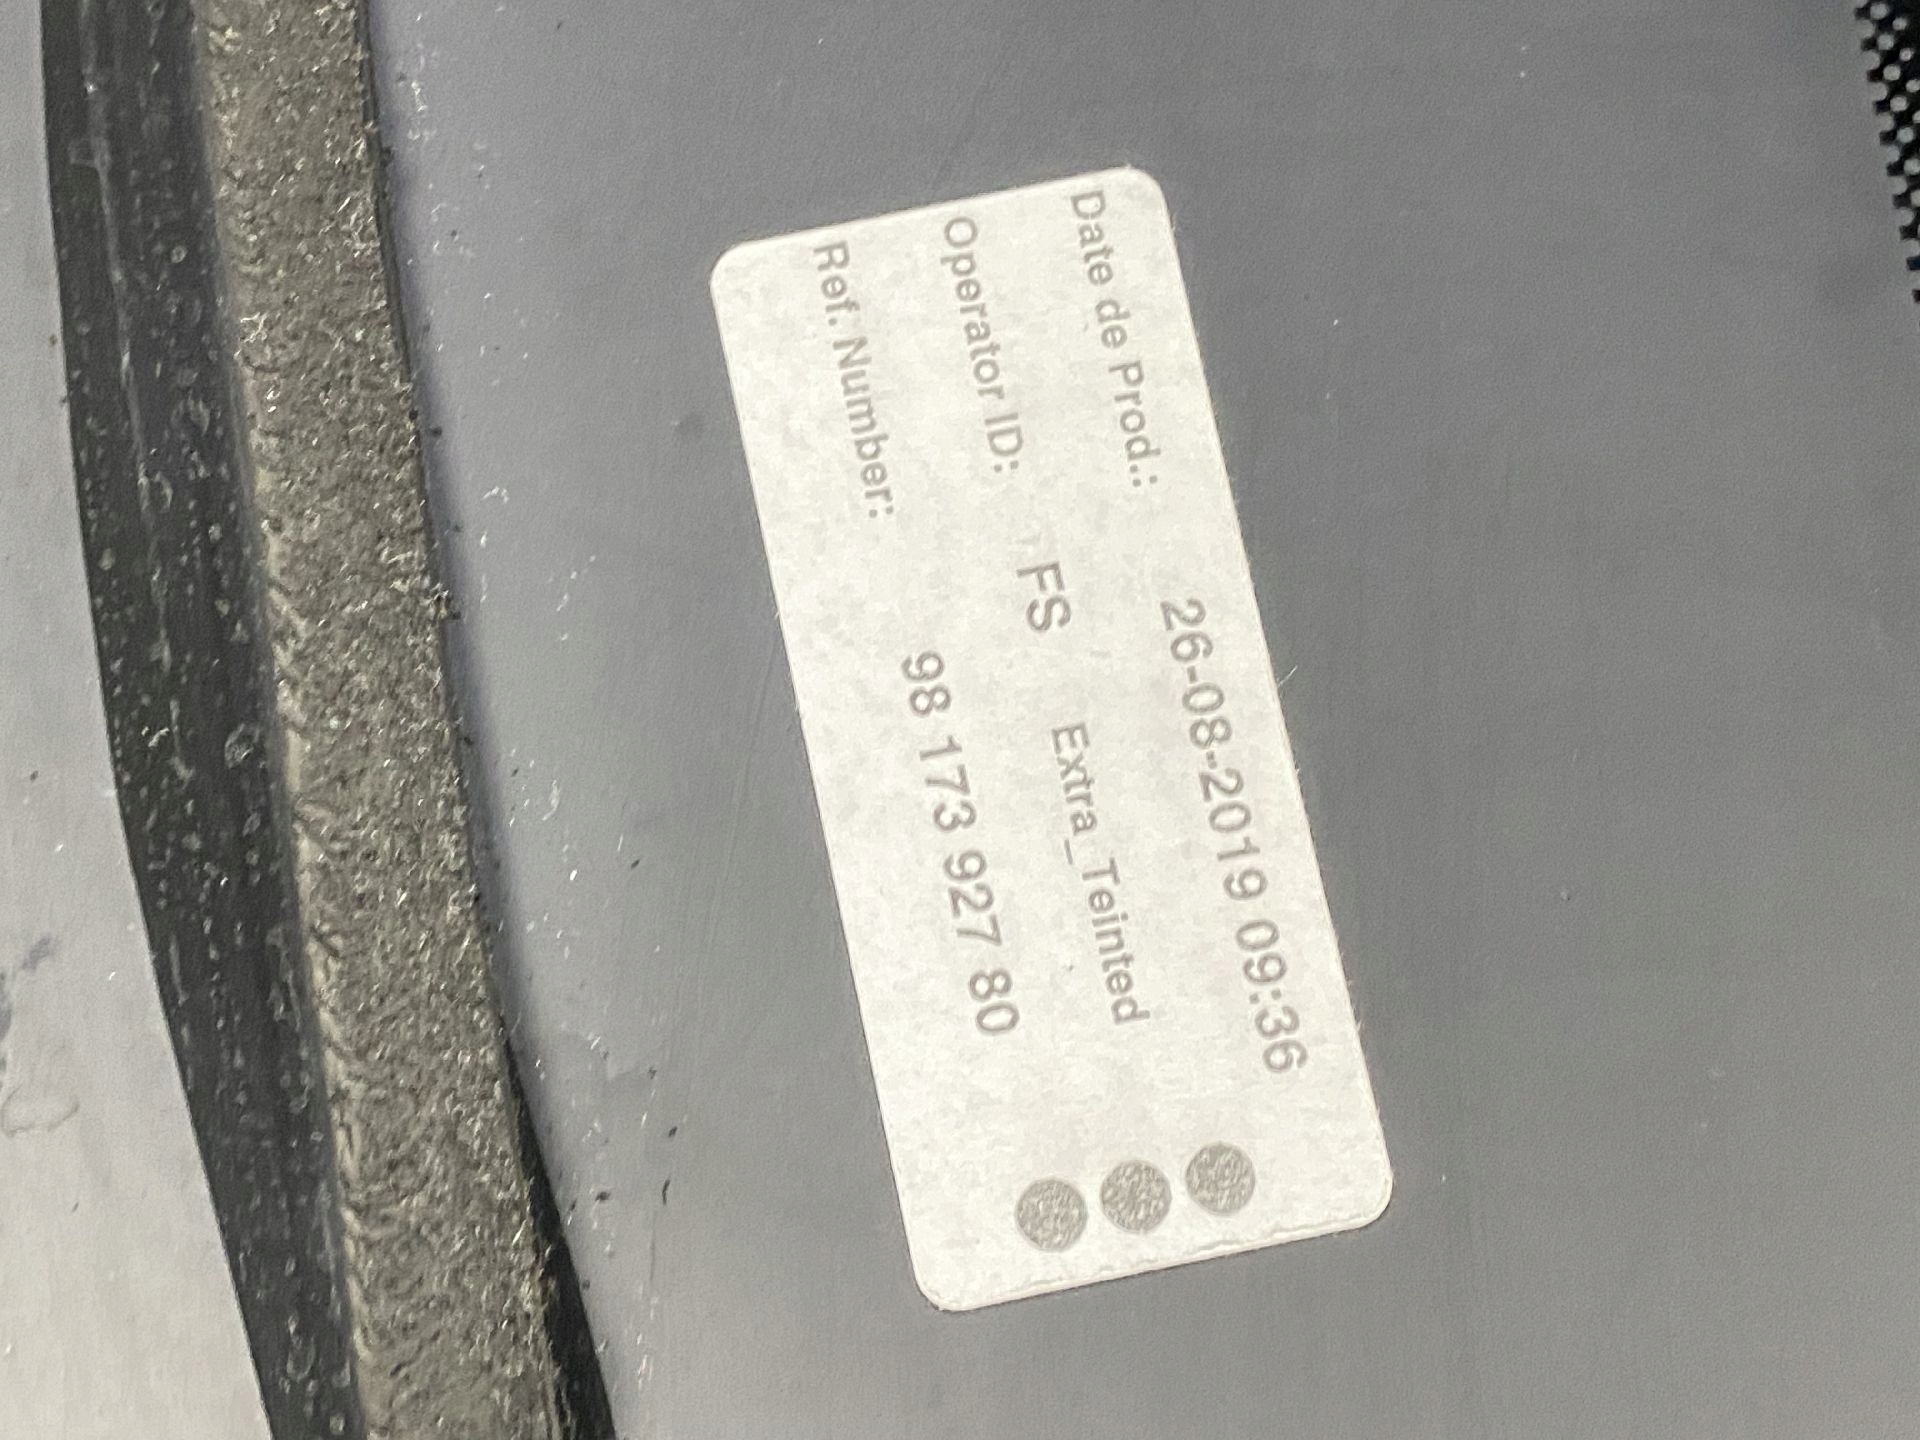 Date de Prod.: 26-08-2019 09:36
Operator ID: FS Extra_Teinted
Ref. Number: 98 173 927 80